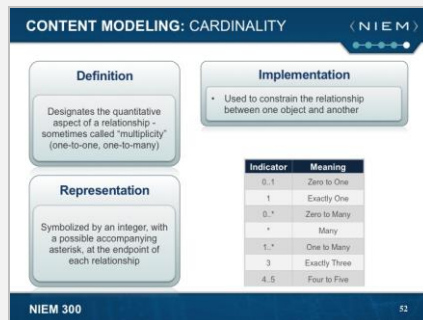 CONTENT MODELING: CARDINALITY
〈NIEM〉
Definition
Designates the quantitative
aspect of a relationship -
sometimes called "multiplicity"
(one-to-one, one-to-many)
Implementation
• Used to constrain the relationship
between one object and another
Representation
Symbolized by an integer, with
a possible accompanying
asterisk, at the endpoint of
each relationship
Indicator Meaning
0..1 Zero to One
1 Exactly One
0..* Zero to Many
* Many
1..* One to Many
3 Exactly Three
4..5 Four to Five
NIEM 300
52